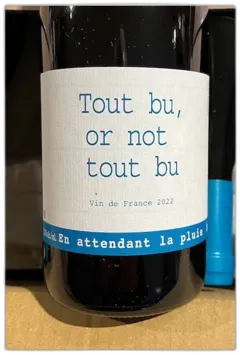 Tout bu,
or not
tout bu
Vin de France 2022
En attendant la pluie